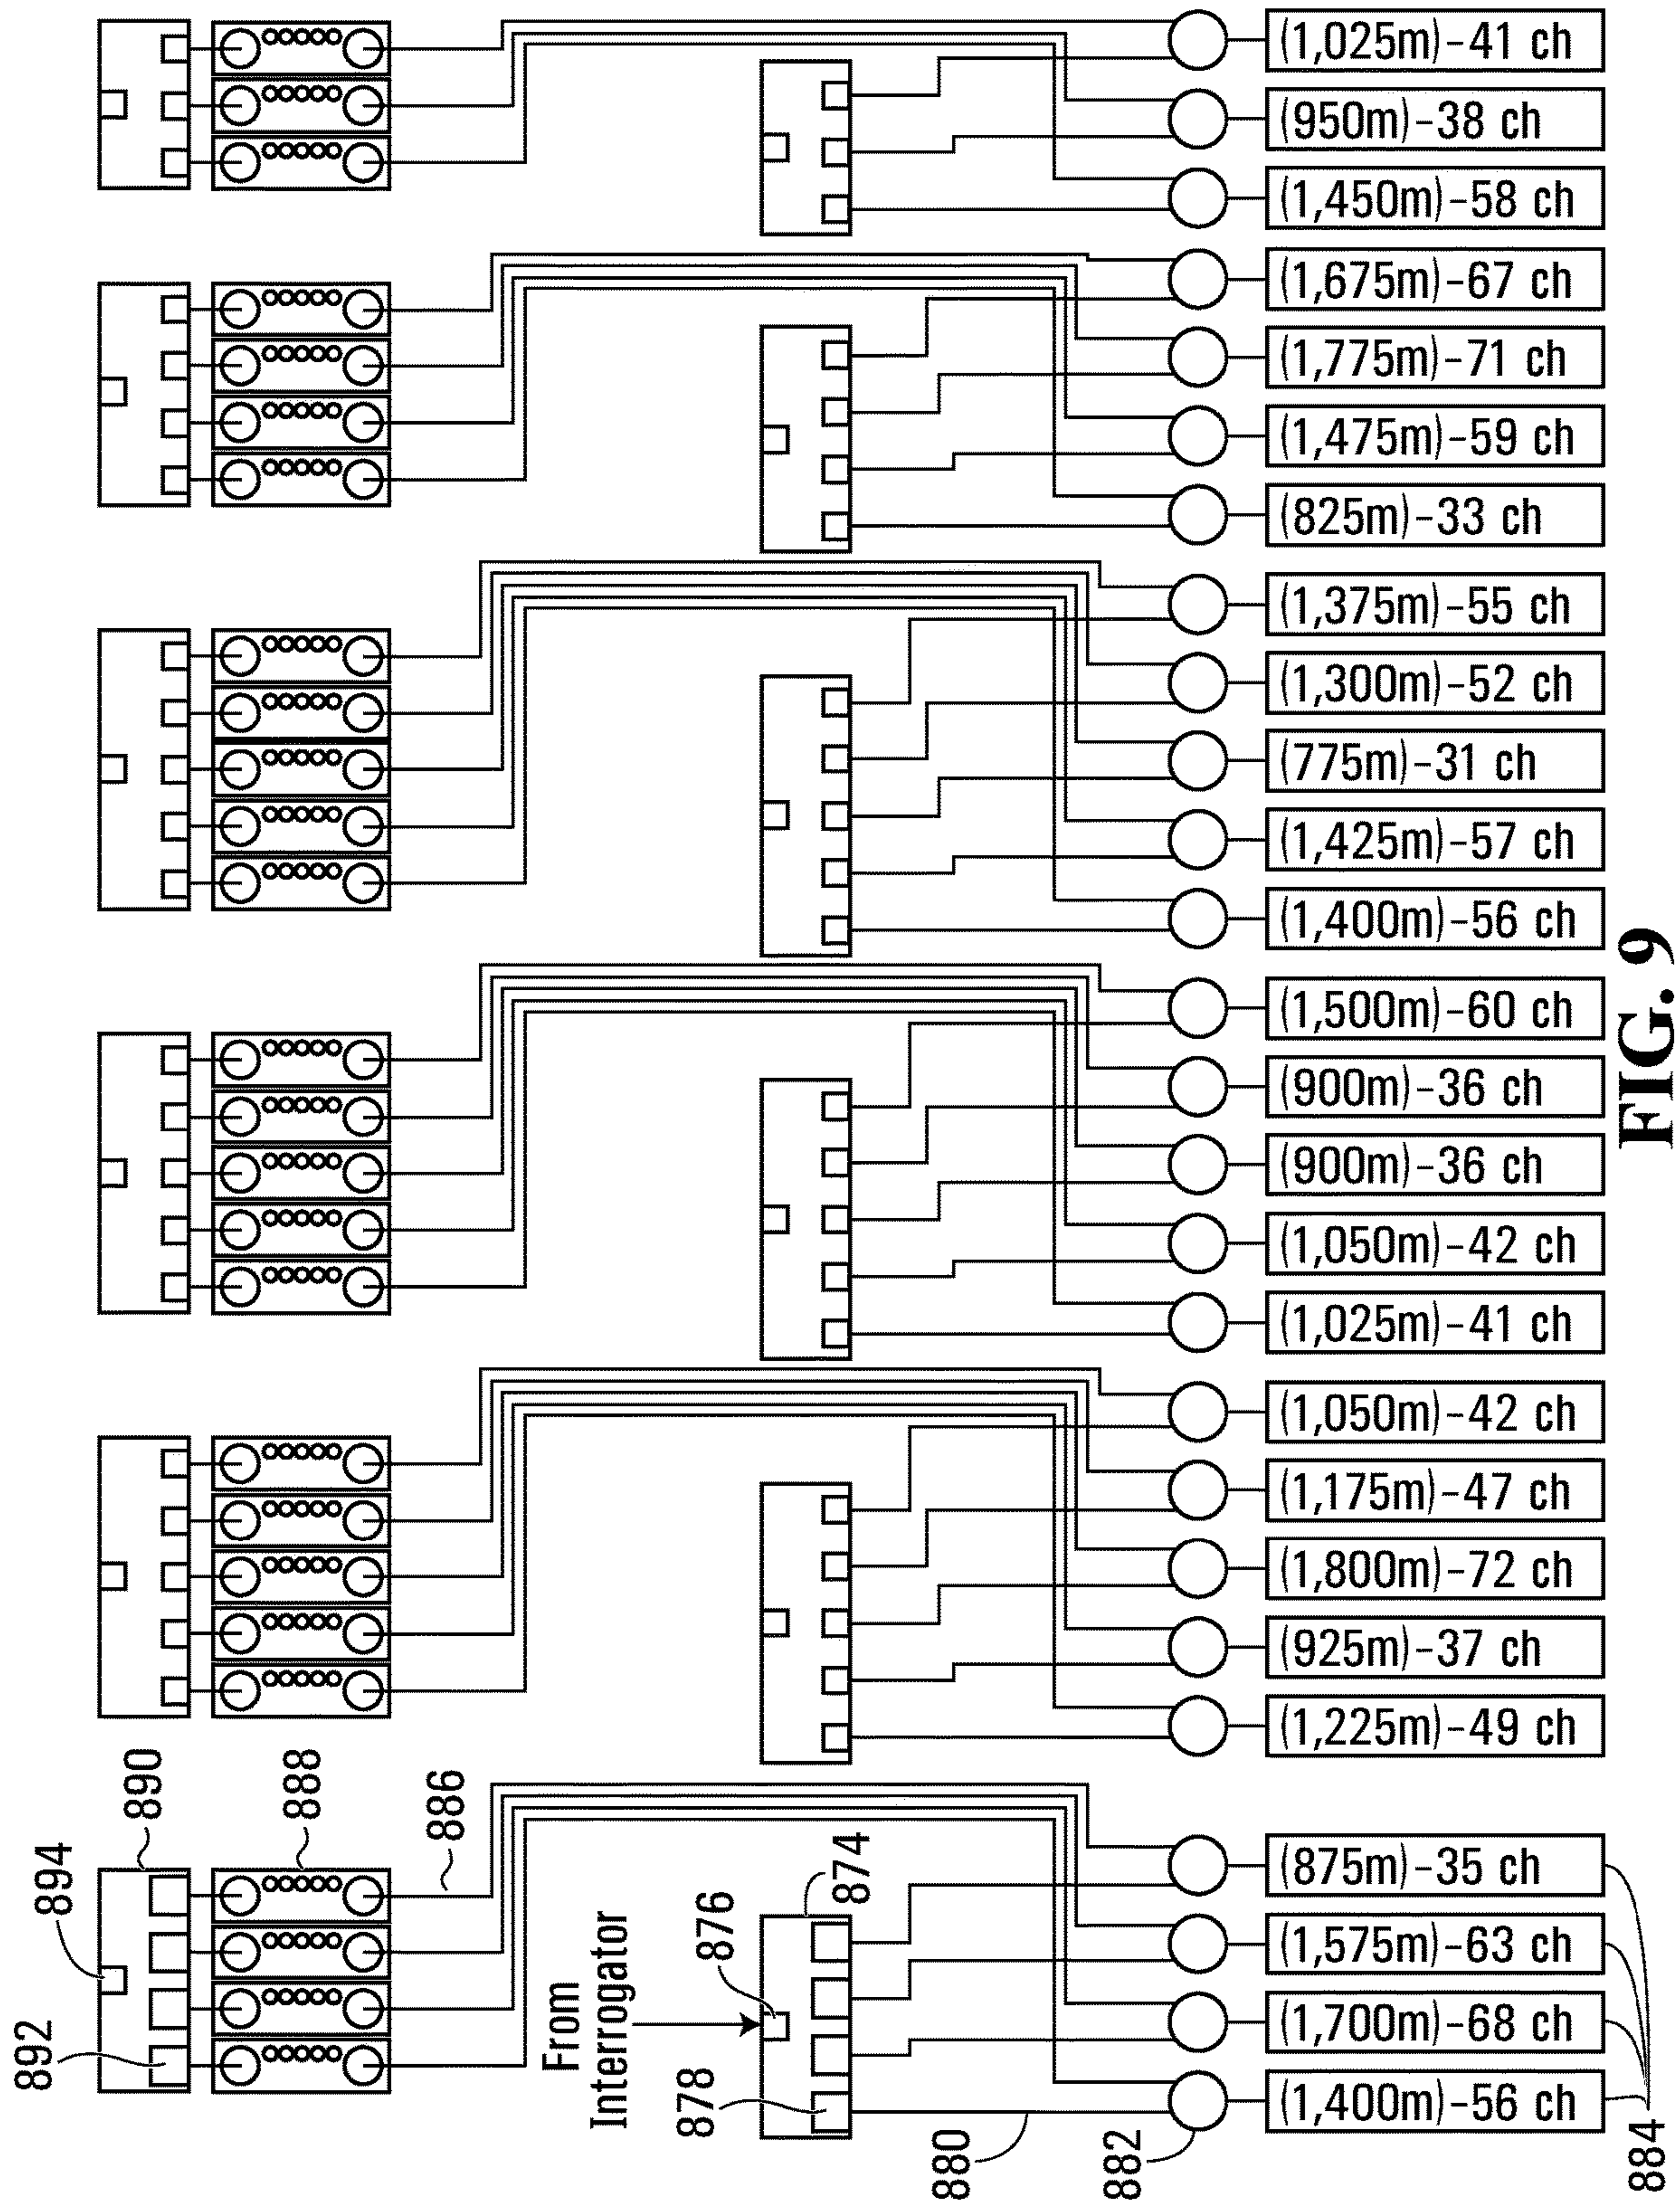 (1,025m)-41 ch
(950m)-38 ch
(1,450m)-58 ch
(1,675m)-67 ch
(1,775m)-71 ch
(1,475m)-59 ch
(825m)-33 ch
(1,375m)-55 ch
(1,300m)-52 ch
(775m)-31 ch
(1,425m)-57 ch
(1,400m)-56 ch
(1,500m)-60 ch
(900m)-36 ch
(900m)-36 ch
(1,050m)-42 ch
(1,025m)-41 ch
(1,050m)-42 ch
(1,175m)-47 ch
(1,800m)-72 ch
(925m)-37 ch
(1,225m)-49 ch
(875m)-35 ch
(1,575m)-63 ch
(1,700m)-68 ch
(1,400m)-56 ch
890
888
886
894
892
From
Interrogator
874
876
878
880
882
884
FIG. 9